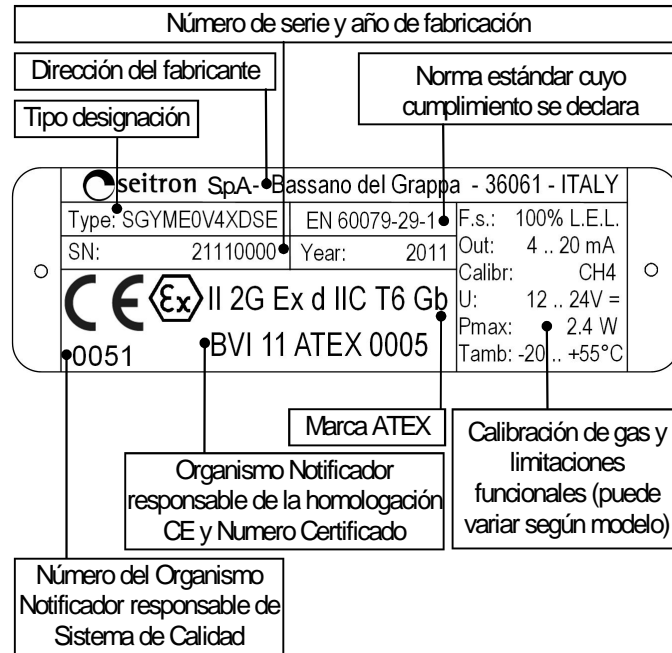 Número de serie y año de fabricación
Dirección del fabricante
Norma estándar cuyo
cumplimiento se declara
Tipo designación
seitron SpA - Bassano del Grappa - 36061 - ITALY
Type: SGYME0V4XDSE
EN 60079-29-1
SN: 21110000
Year: 2011
F.s.: 100% L.E.L.
Out: 4 .. 20 mA
Calibr: CH4
U: 12 .. 24V =
Pmax: 2.4 W
Tamb: -20 .. +55°C
CE Ex II 2G Ex d IIC T6 Gb
0051
BVI 11 ATEX 0005
Marca ATEX
Calibración de gas y
limitaciones
funcionales (puede
variar según modelo)
Organismo Notificador
responsable de la homologación
CE y Numero Certificado
Número del Organismo
Notificador responsable de
Sistema de Calidad